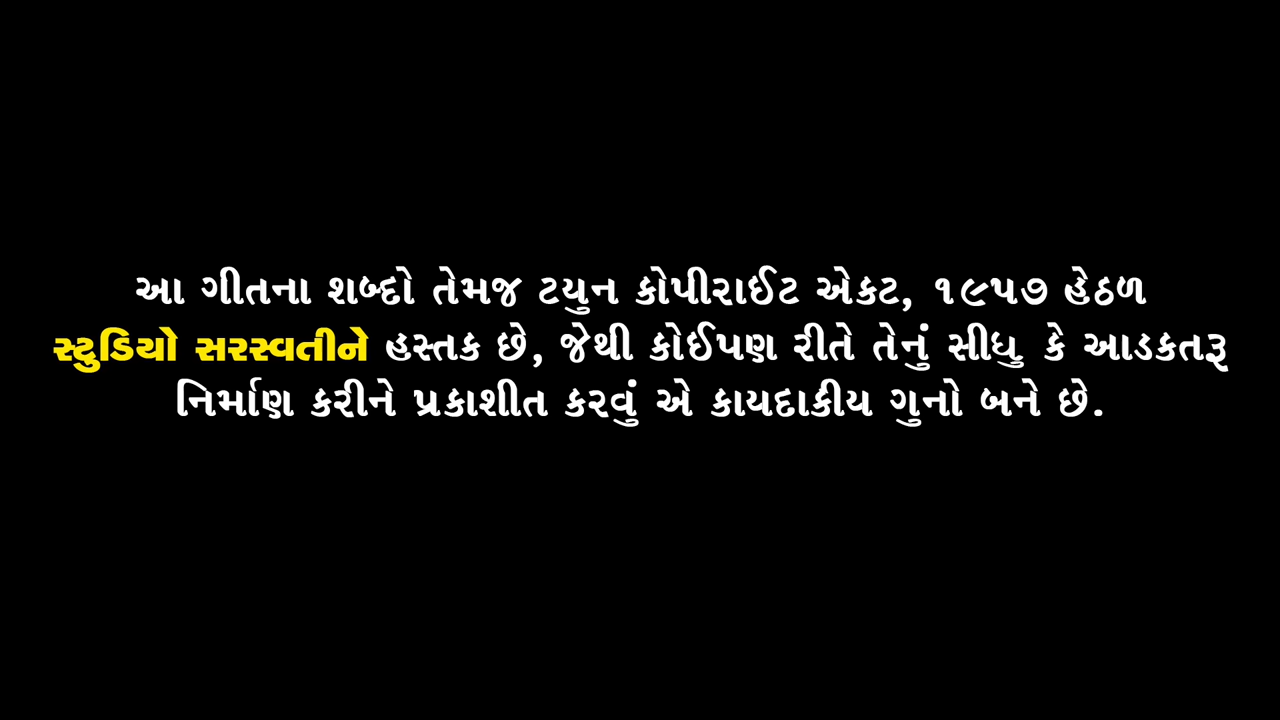 આ ગીતના શબ્દો તેમજ ટયુન કોપીરાઈટ એકટ, ૧૯૫૭ હેઠળ
સ્ટુડિયો સરસ્વતીને હસ્તક છે, જેથી કોઈપણ રીતે તેનું સીધુ કે આડકતરૂ
નિર્માણ કરીને પ્રકાશીત કરવું એ કાયદાકીય ગુનો બને છે.